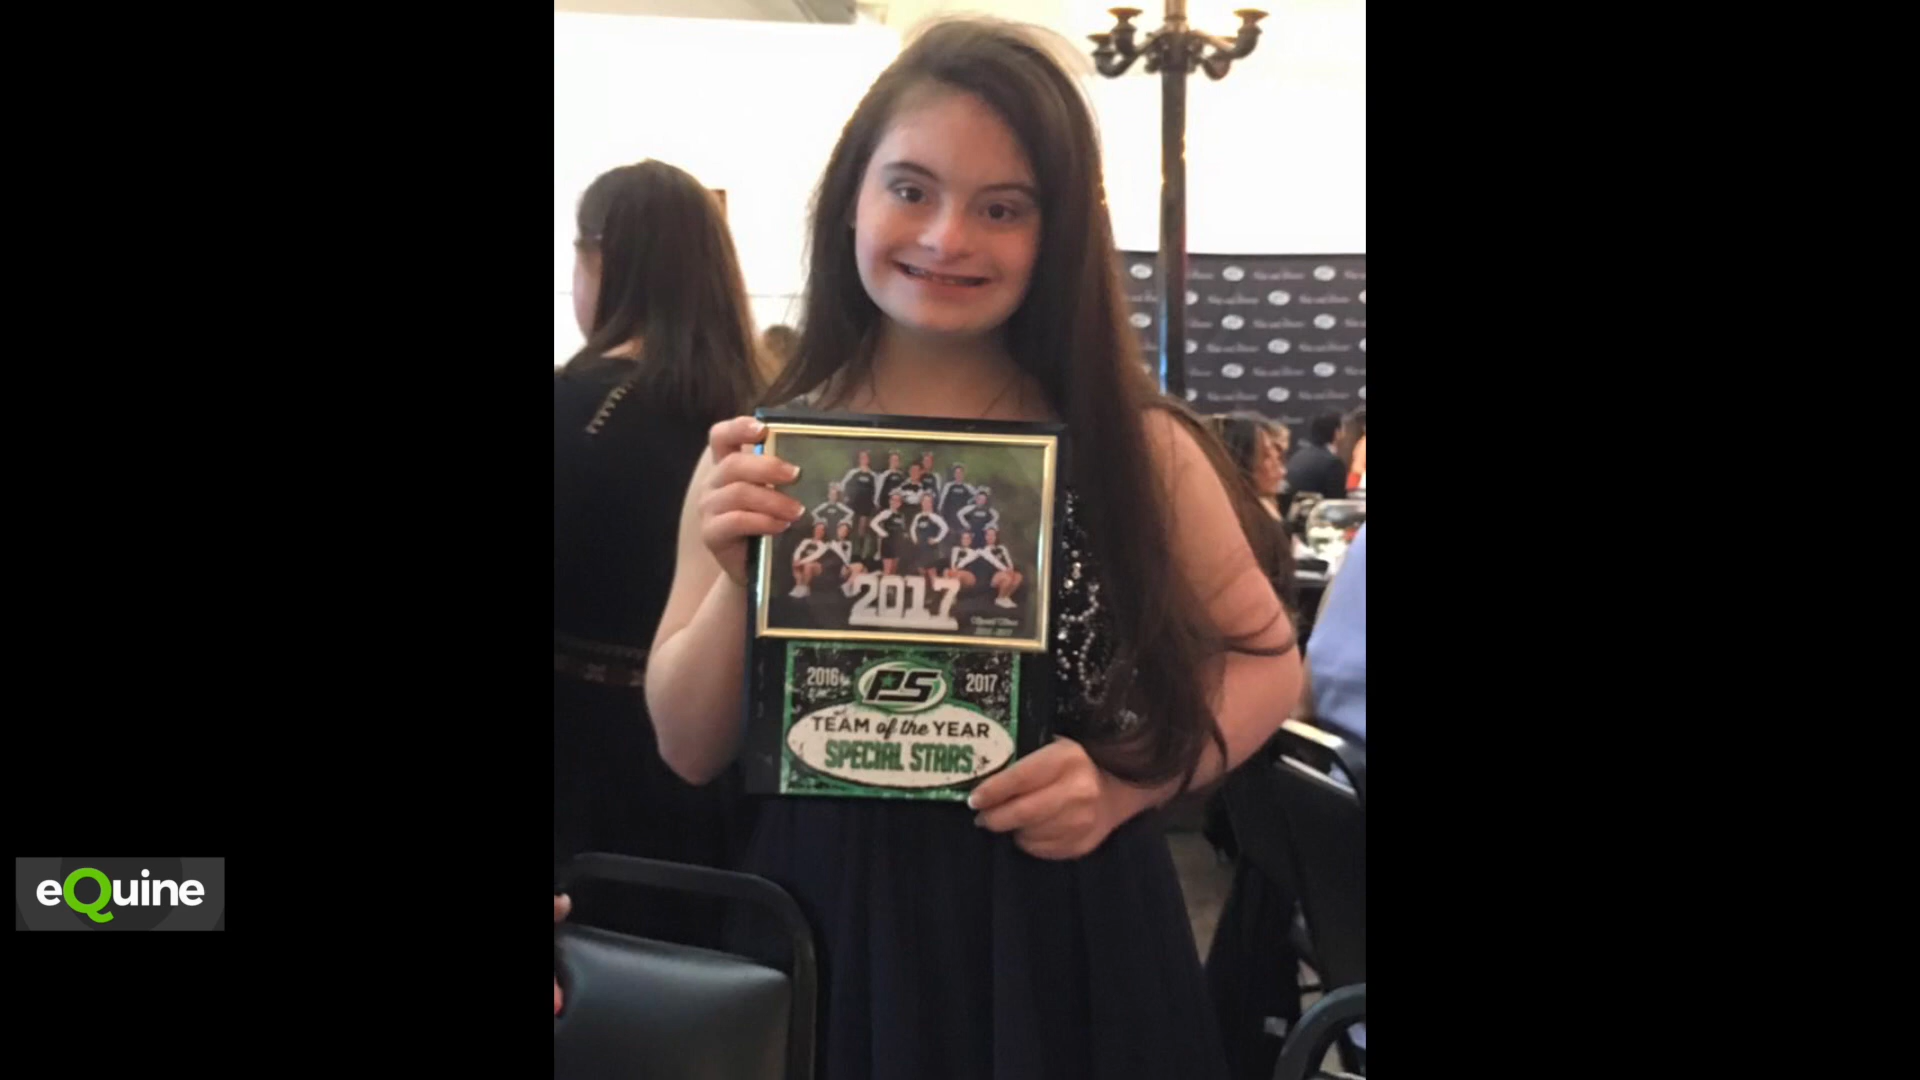 2017
2016 PS 2017
TEAM of the YEAR
SPECIAL STARS
eQuine